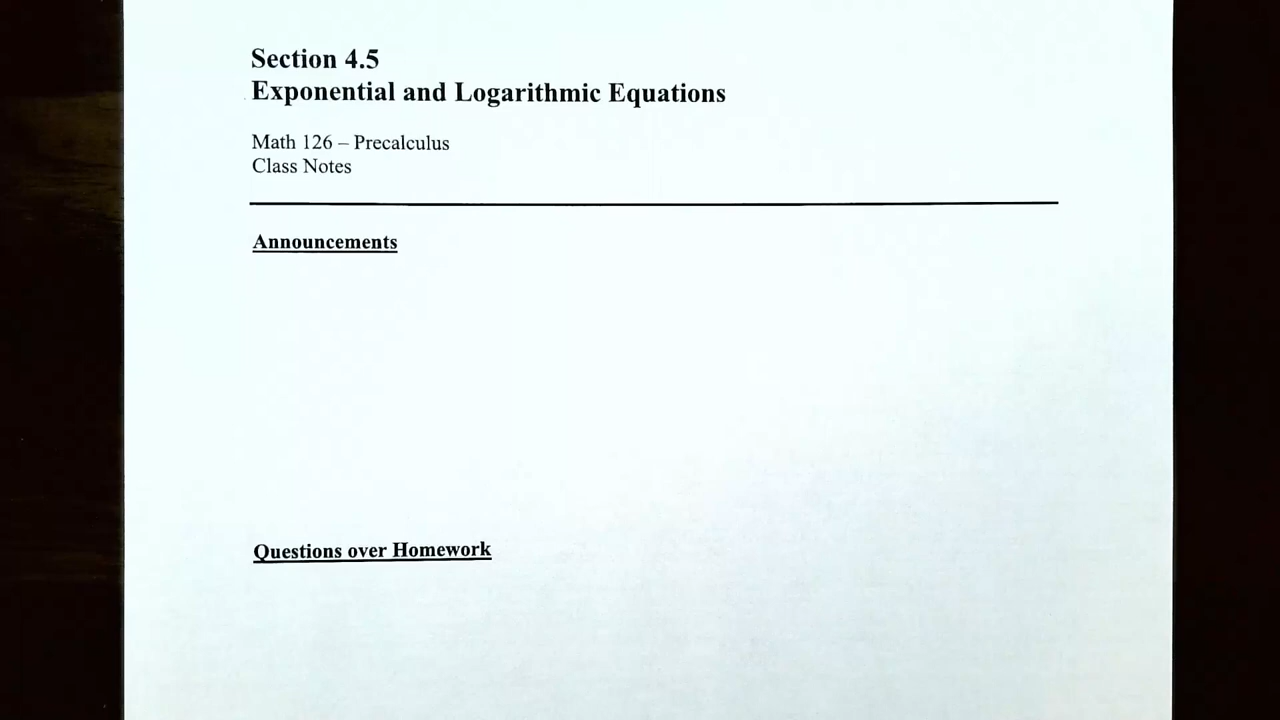 Section 4.5
Exponential and Logarithmic Equations
Math 126 – Precalculus
Class Notes
Announcements
Questions over Homework